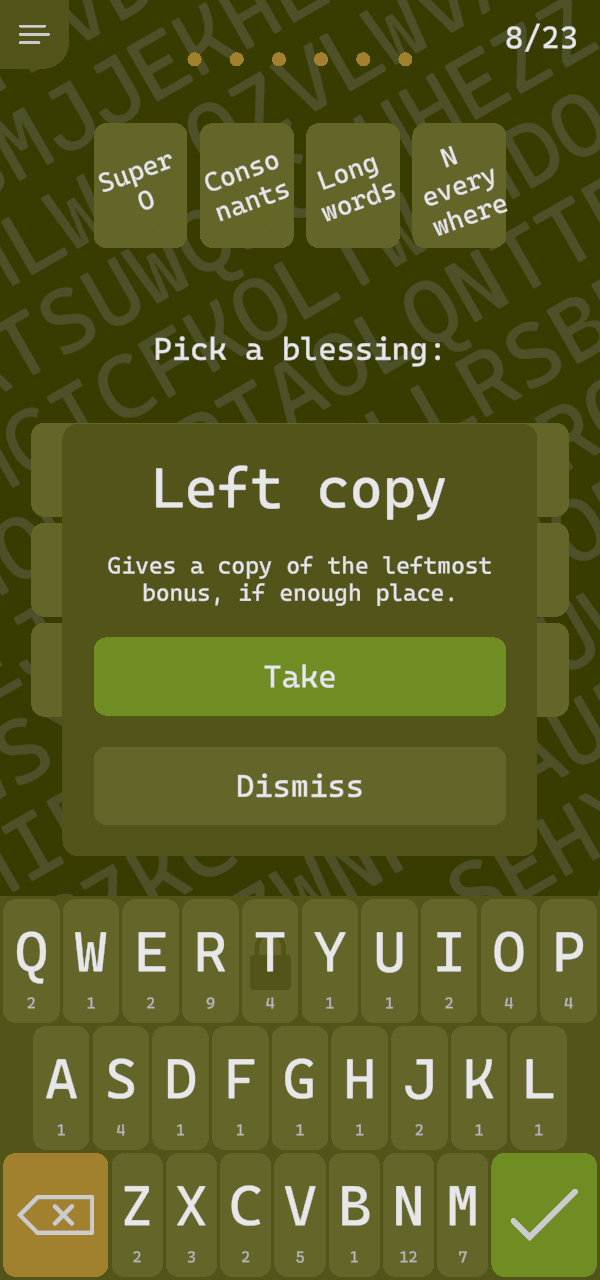 8/23
Super
O
Conso
nants
Long
words
N
every
where
Pick a blessing:
Left copy
Gives a copy of the leftmost
bonus, if enough place.
Take
Dismiss
Q W E R T Y U I O P
2 1 2 9 4 1 1 2 4 4
A S D F G H J K L
1 4 1 1 1 1 2 1 1
Z X C V B N M
2 3 2 5 1 12 7